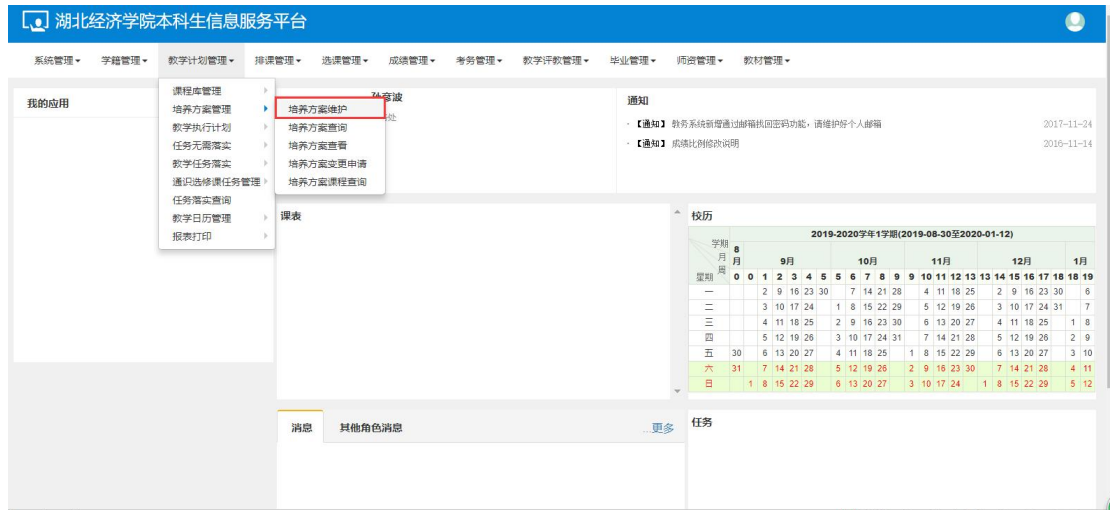 湖北经济学院本科生信息服务平台
系统管理 学籍管理 教学计划管理 排课管理 选课管理 成绩管理 考务管理 教学评教管理 毕业管理 师资管理 教材管理
我的应用
课程库管理
培养方案管理
教学执行计划
任务无需落实
教学任务落实
通识选修课任务管理
任务落实查询
教学日历管理
报表打印
培养方案维护
培养方案查询
培养方案查看
培养方案变更申请
培养方案课程查询
彦波
处
通知
· 【通知】 教务系统新增通过邮箱找回密码功能，请维护好个人邮箱 2017-11-24
· 【通知】 成绩比例修改说明 2016-11-14
课表
校历
2019-2020学年1学期(2019-08-30至2020-01-12)
学期 月 周 星期
8月 9月 10月 11月 12月 1月
0 0 1 2 3 4 5 5 6 7 8 9 9 10 11 12 13 13 14 15 16 17 18 18 19
一 2 9 16 23 30 7 14 21 28 4 11 18 25 2 9 16 23 30 6
二 3 10 17 24 1 8 15 22 29 5 12 19 26 3 10 17 24 31 7
三 4 11 18 25 2 9 16 23 30 6 13 20 27 4 11 18 25 1 8
四 5 12 19 26 3 10 17 24 31 7 14 21 28 5 12 19 26 2 9
五 30 6 13 20 27 4 11 18 25 1 8 15 22 29 6 13 20 27 3 10
六 31 7 14 21 28 5 12 19 26 2 9 16 23 30 7 14 21 28 4 11
日 1 8 15 22 29 6 13 20 27 3 10 17 24 1 8 15 22 29 5 12
消息 其他角色消息 ...更多
任务